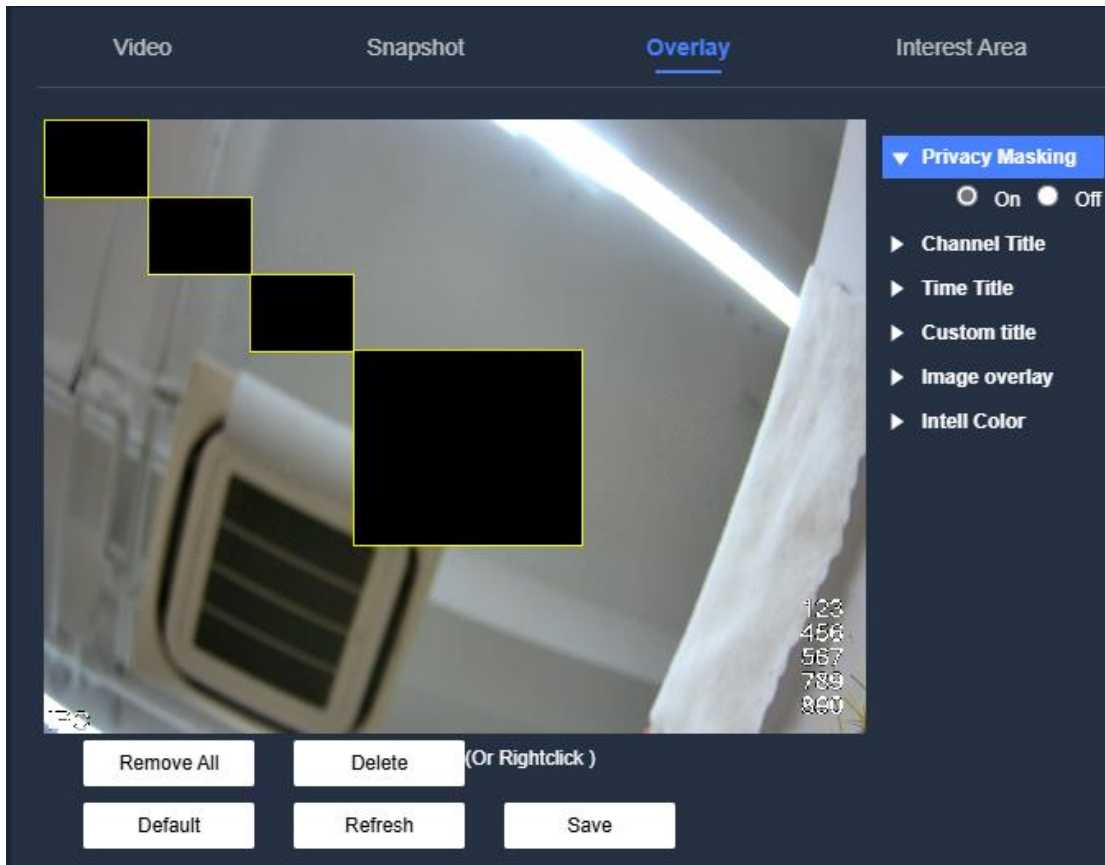 Video Snapshot Overlay Interest Area
Privacy Masking
On Off
Channel Title
Time Title
Custom title
Image overlay
Intell Color
123
456
567
789
860
Remove All Delete (Or Rightclick )
Default Refresh Save